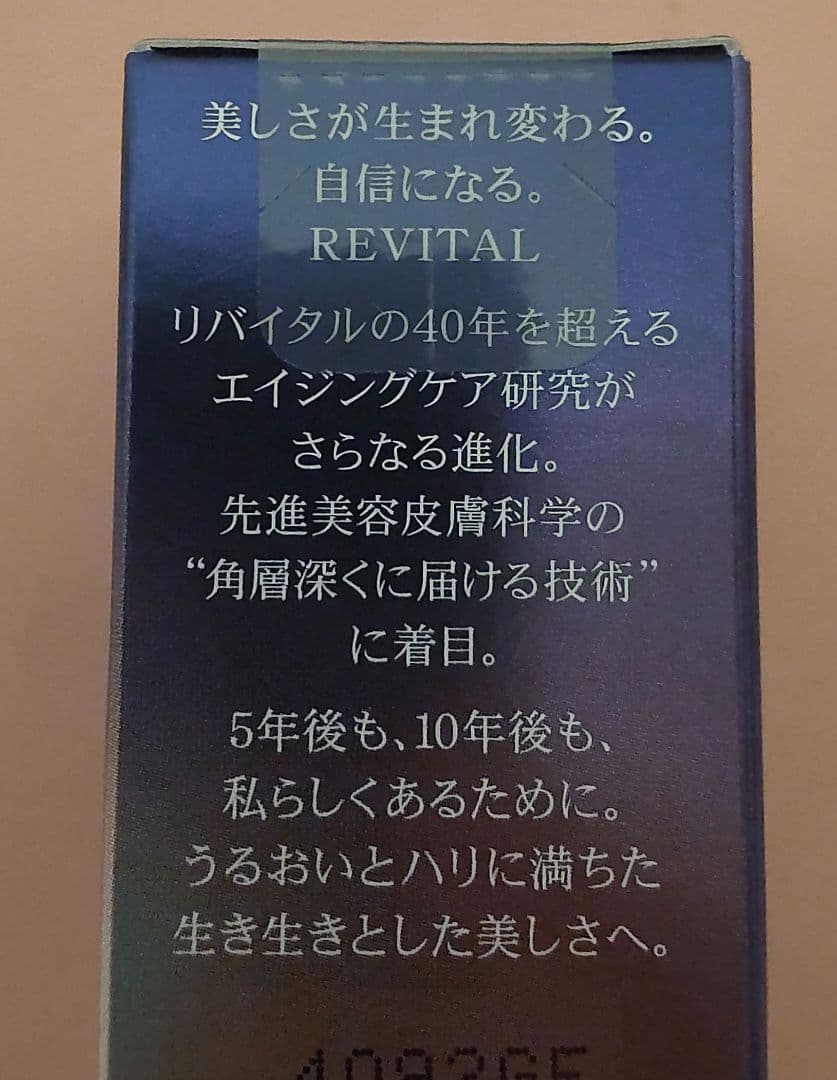 美しさが生まれ変わる。
自信になる。
REVITAL
リバイタルの40年を超える
エイジングケア研究が
さらなる進化。
先進美容皮膚科学の
“角層深くに届ける技術”
に着目。
5年後も、10年後も、
私らしくあるために。
うるおいとハリに満ちた
生き生きとした美しさへ。